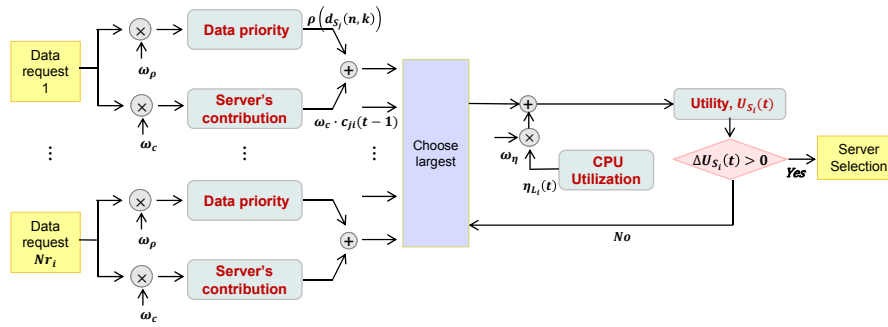 Data
request
1
×
ω_ρ
Data priority
ρ(d_{S_j}(n, k))
+
×
ω_c
Server's
contribution
ω_c · c_{ji}(t − 1)
⋮
⋮
⋮
⋮
Data
request
Nr_i
×
ω_ρ
Data priority
+
×
ω_c
Server's
contribution
Choose
largest
+
×
ω_η
η_{L_i}(t)
CPU
Utilization
Utility, U_{S_i}(t)
ΔU_{S_i}(t) > 0
Yes
Server
Selection
No